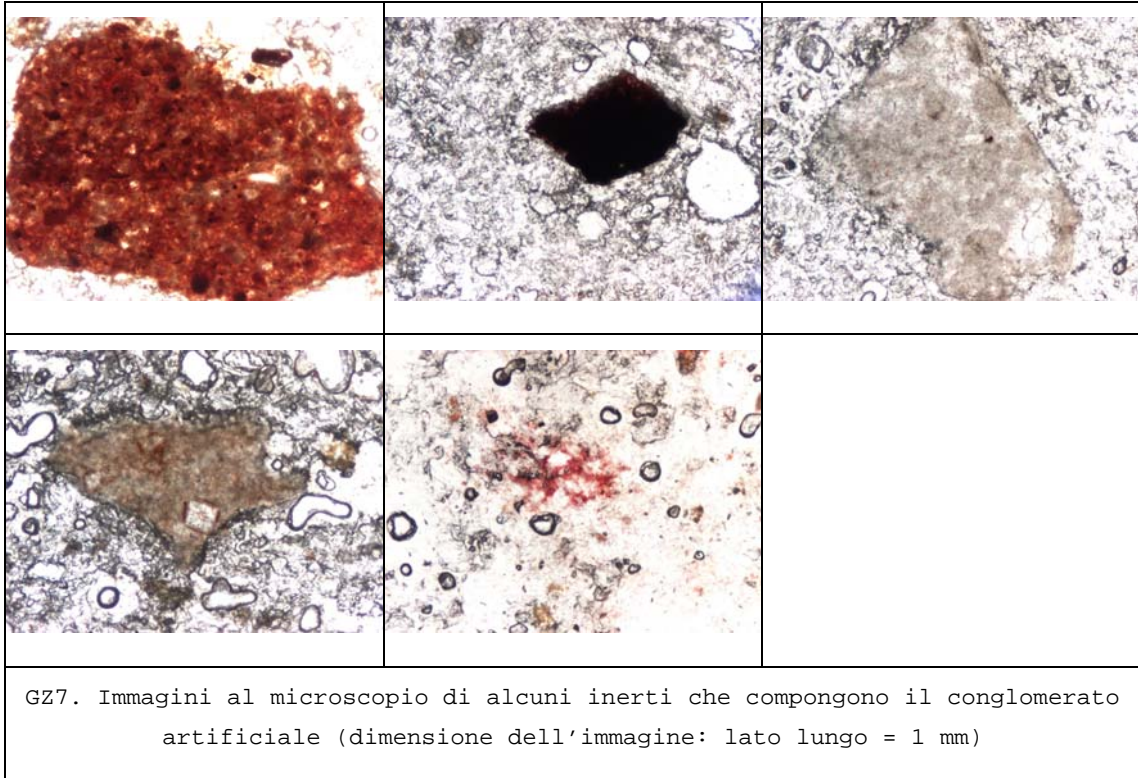 GZ7. Immagini al microscopio di alcuni inerti che compongono il conglomerato
artificiale (dimensione dell'immagine: lato lungo = 1 mm)